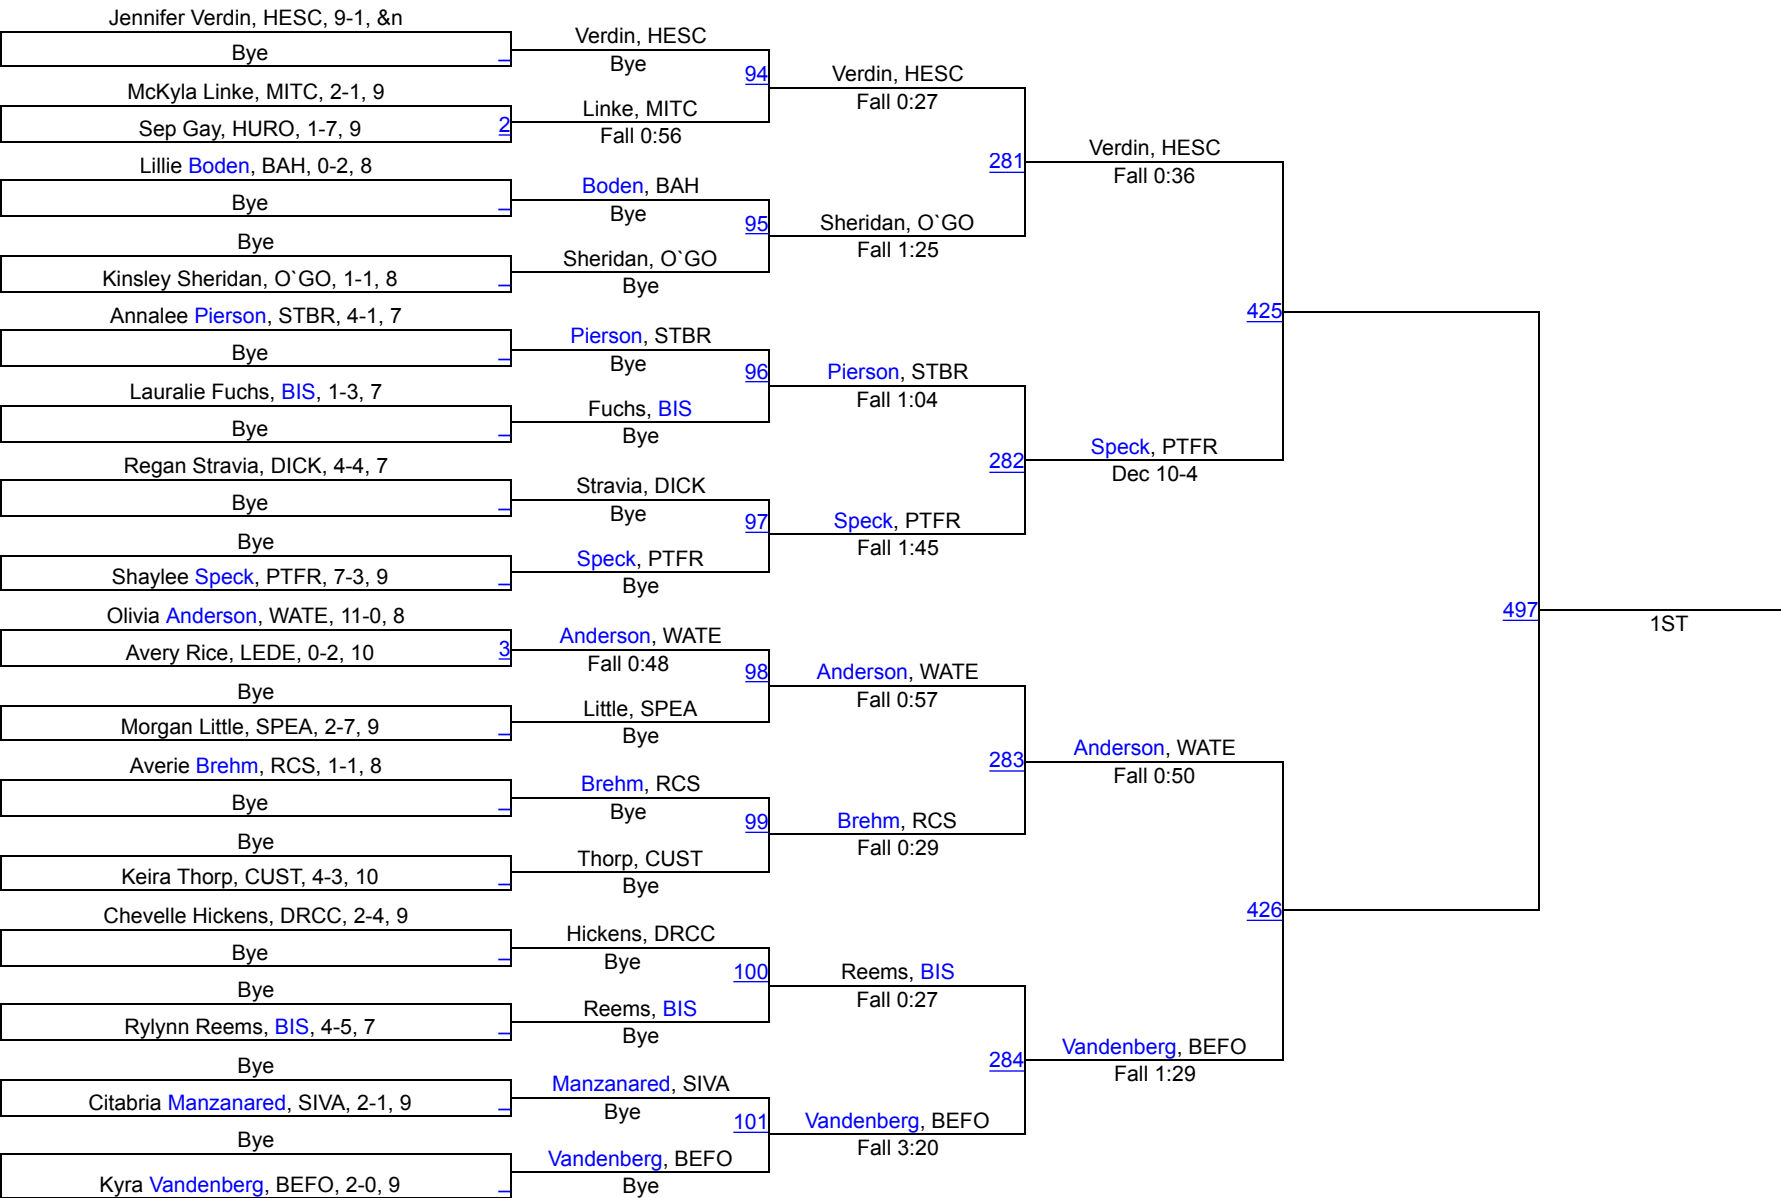 Jennifer Verdin, HESC, 9-1, &n
Bye
McKyla Linke, MITC, 2-1, 9
Sep Gay, HURO, 1-7, 9
2
Lillie Boden, BAH, 0-2, 8
Bye
Bye
Kinsley Sheridan, O`GO, 1-1, 8
Annalee Pierson, STBR, 4-1, 7
Bye
Lauralie Fuchs, BIS, 1-3, 7
Bye
Regan Stravia, DICK, 4-4, 7
Bye
Bye
Shaylee Speck, PTFR, 7-3, 9
Olivia Anderson, WATE, 11-0, 8
Avery Rice, LEDE, 0-2, 10
3
Bye
Morgan Little, SPEA, 2-7, 9
Averie Brehm, RCS, 1-1, 8
Bye
Bye
Keira Thorp, CUST, 4-3, 10
Chevelle Hickens, DRCC, 2-4, 9
Bye
Bye
Rylynn Reems, BIS, 4-5, 7
Bye
Citabria Manzanared, SIVA, 2-1, 9
Bye
Kyra Vandenberg, BEFO, 2-0, 9
Verdin, HESC
Bye
94
Linke, MITC
Fall 0:56
Boden, BAH
Bye
95
Sheridan, O`GO
Bye
Pierson, STBR
Bye
96
Fuchs, BIS
Bye
Stravia, DICK
Bye
97
Speck, PTFR
Bye
Anderson, WATE
Fall 0:48
98
Little, SPEA
Bye
Brehm, RCS
Bye
99
Thorp, CUST
Bye
Hickens, DRCC
Bye
100
Reems, BIS
Bye
Manzanared, SIVA
Bye
101
Vandenberg, BEFO
Bye
Verdin, HESC
Fall 0:27
281
Sheridan, O`GO
Fall 1:25
Pierson, STBR
Fall 1:04
282
Speck, PTFR
Fall 1:45
Anderson, WATE
Fall 0:57
283
Brehm, RCS
Fall 0:29
Reems, BIS
Fall 0:27
284
Vandenberg, BEFO
Fall 3:20
Verdin, HESC
Fall 0:36
425
Speck, PTFR
Dec 10-4
Anderson, WATE
Fall 0:50
426
Vandenberg, BEFO
Fall 1:29
497
1ST